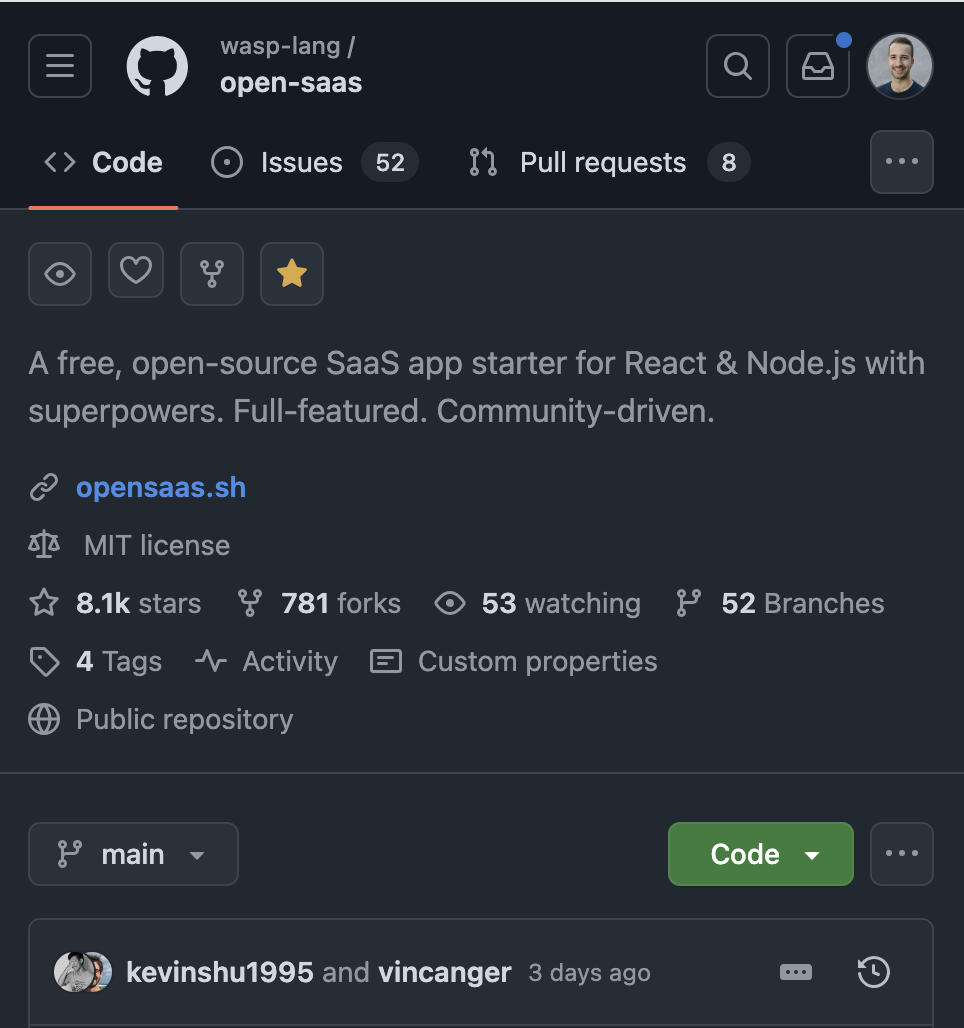 wasp-lang /
open-saas
Code Issues 52 Pull requests 8
A free, open-source SaaS app starter for React & Node.js with
superpowers. Full-featured. Community-driven.
opensaas.sh
MIT license
8.1k stars 781 forks 53 watching 52 Branches
4 Tags Activity Custom properties
Public repository
main Code
kevinshu1995 and vincanger 3 days ago